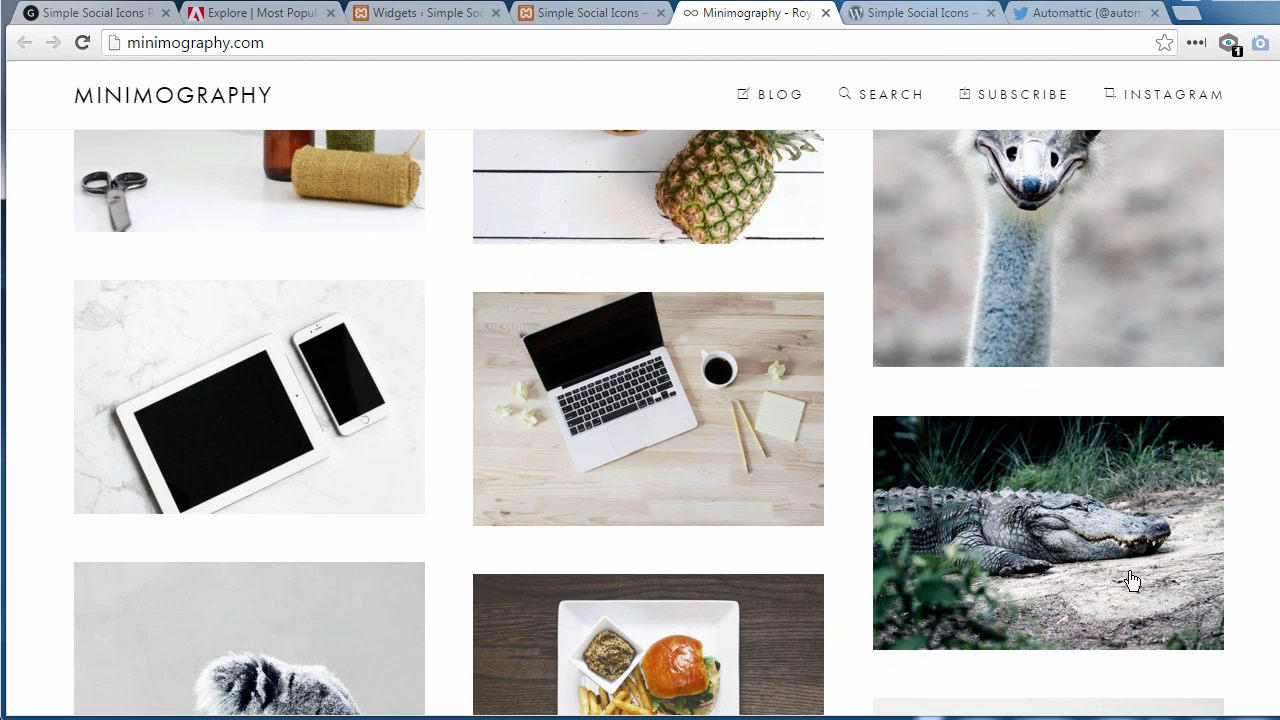 Simple Social Icons P
Explore | Most Popul
Widgets ‹ Simple Soc
Simple Social Icons –
Minimography - Roy
Simple Social Icons –
Automattic (@autom
minimography.com
1
MINIMOGRAPHY
BLOG
SEARCH
SUBSCRIBE
INSTAGRAM